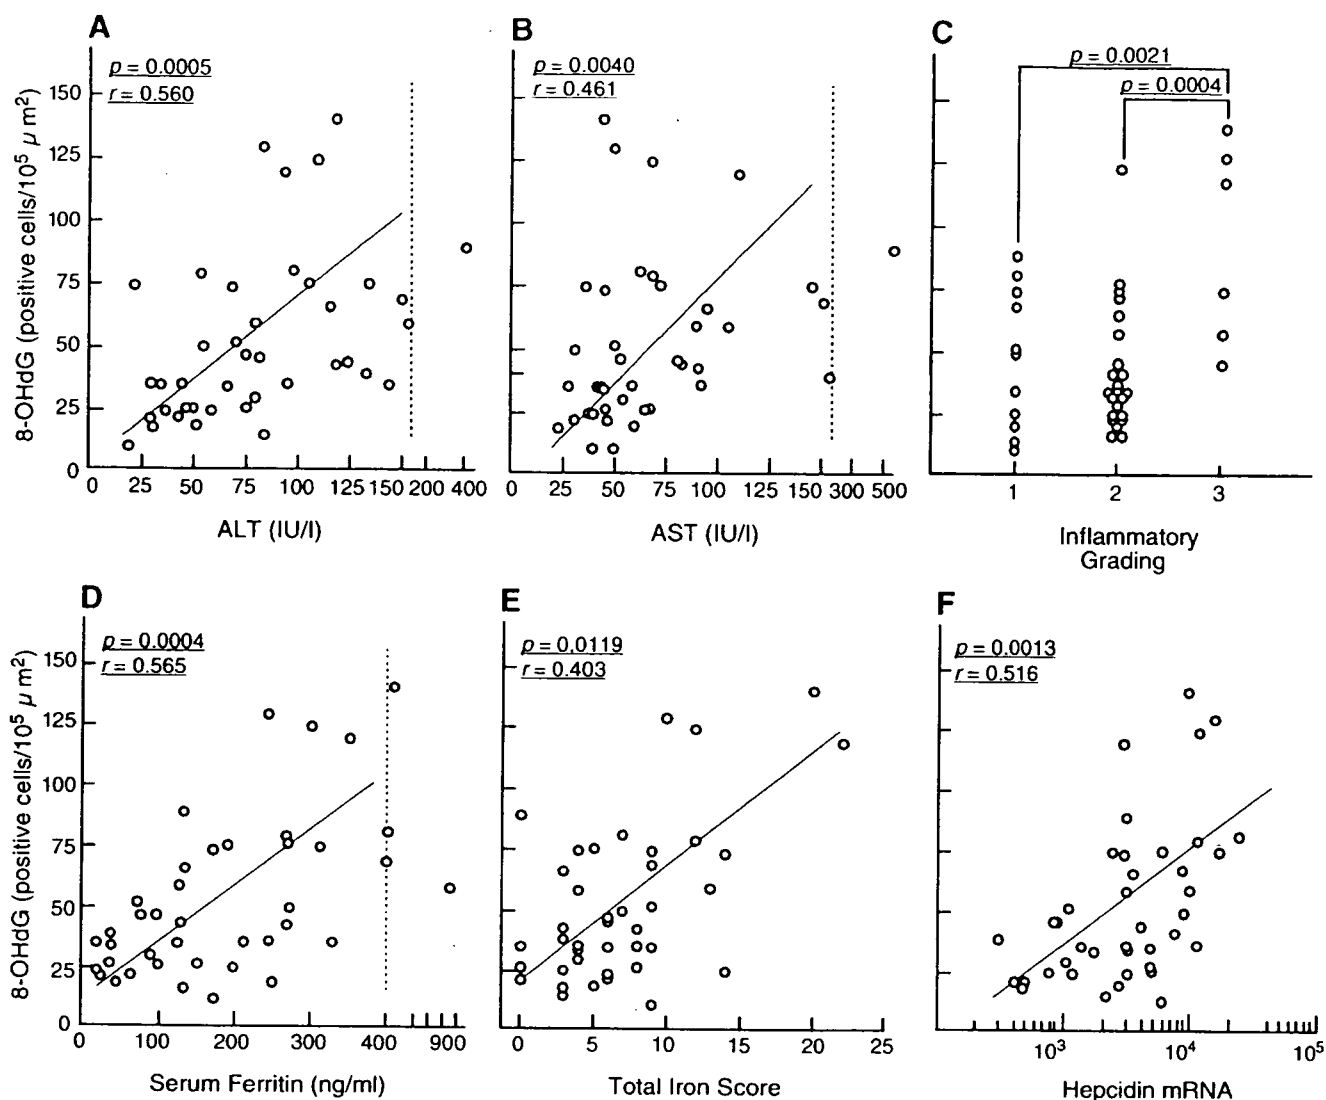 A
p = 0.0005
r = 0.560
8-OHdG (positive cells/10⁵ μ m²)
150
125
100
75
50
25
0
0 25 50 75 100 125 150 200 400
ALT (IU/l)
B
p = 0.0040
r = 0.461
0 25 50 75 100 125 150 300 500
AST (IU/l)
C
p = 0.0021
p = 0.0004
1 2 3
Inflammatory
Grading
D
p = 0.0004
r = 0.565
8-OHdG (positive cells/10⁵ μ m²)
150
125
100
75
50
25
0
0 100 200 300 400 900
Serum Ferritin (ng/ml)
E
p = 0.0119
r = 0.403
0 5 10 15 20 25
Total Iron Score
F
p = 0.0013
r = 0.516
10³ 10⁴ 10⁵
Hepcidin mRNA